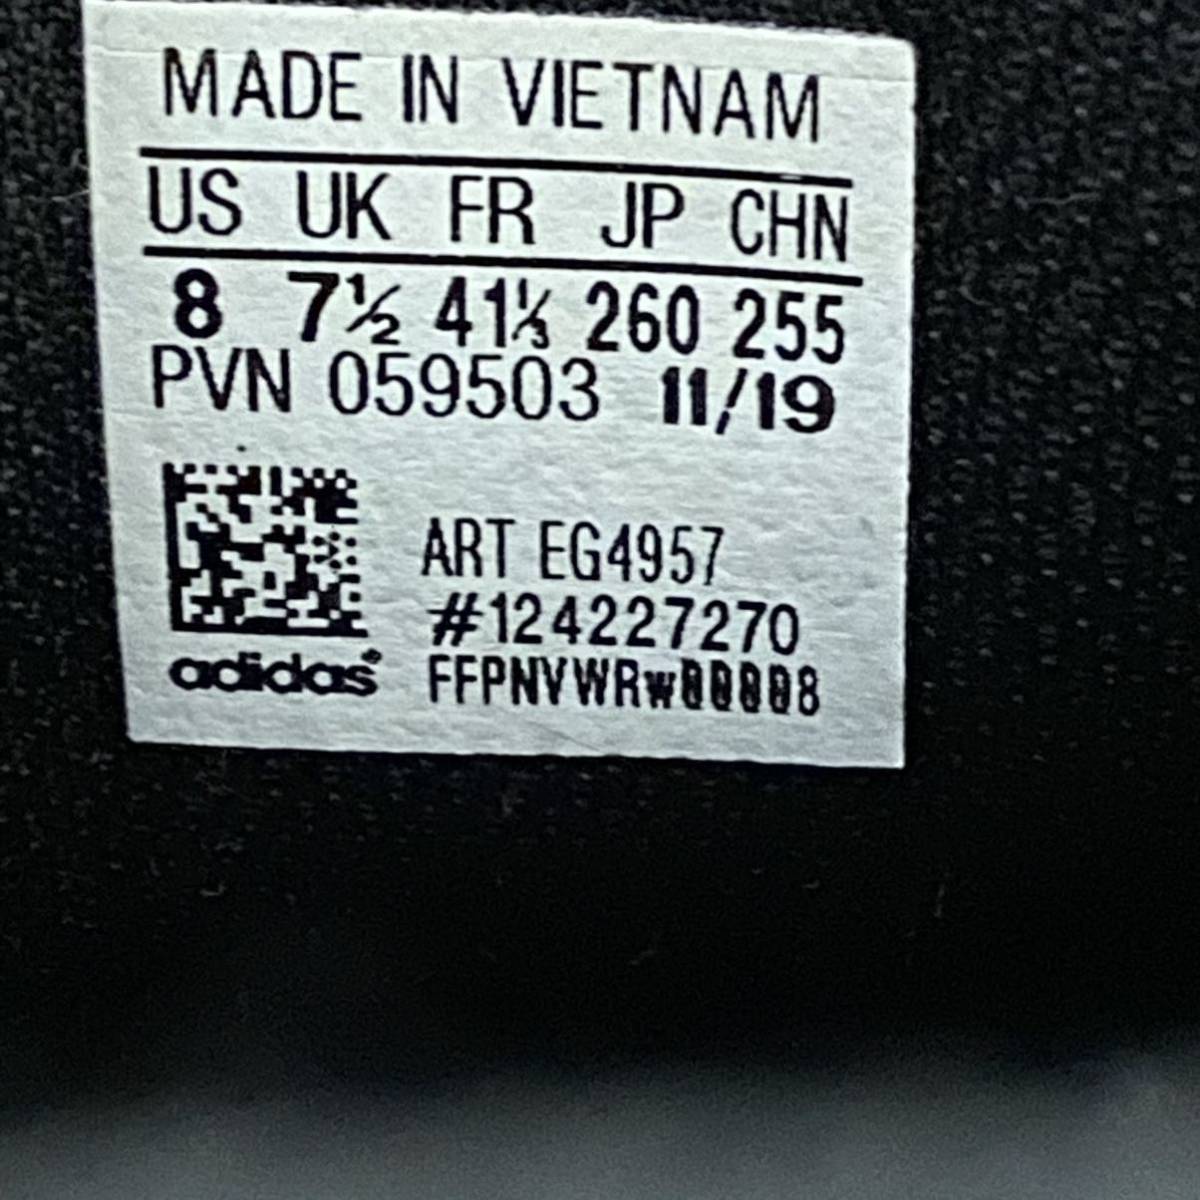 MADE IN VIETNAM
US UK FR JP CHN
8 7½ 41⅓ 260 255
PVN 059503 11/19
ART EG4957
#124227270
adidas®